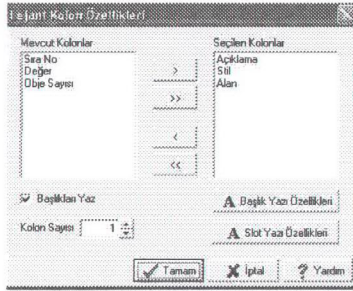 Lejant Kolon Özellikleri
Mevcut Kolonlar
Sıra No
Değer
Obje Sayısı
>
>>
<
<<
Seçilen Kolonlar
Açıklama
Stil
Alan
Başlıkları Yaz
Kolon Sayısı 1
A Başlık Yazı Özellikleri
A Slot Yazı Özellikleri
Tamam
İptal
? Yardım